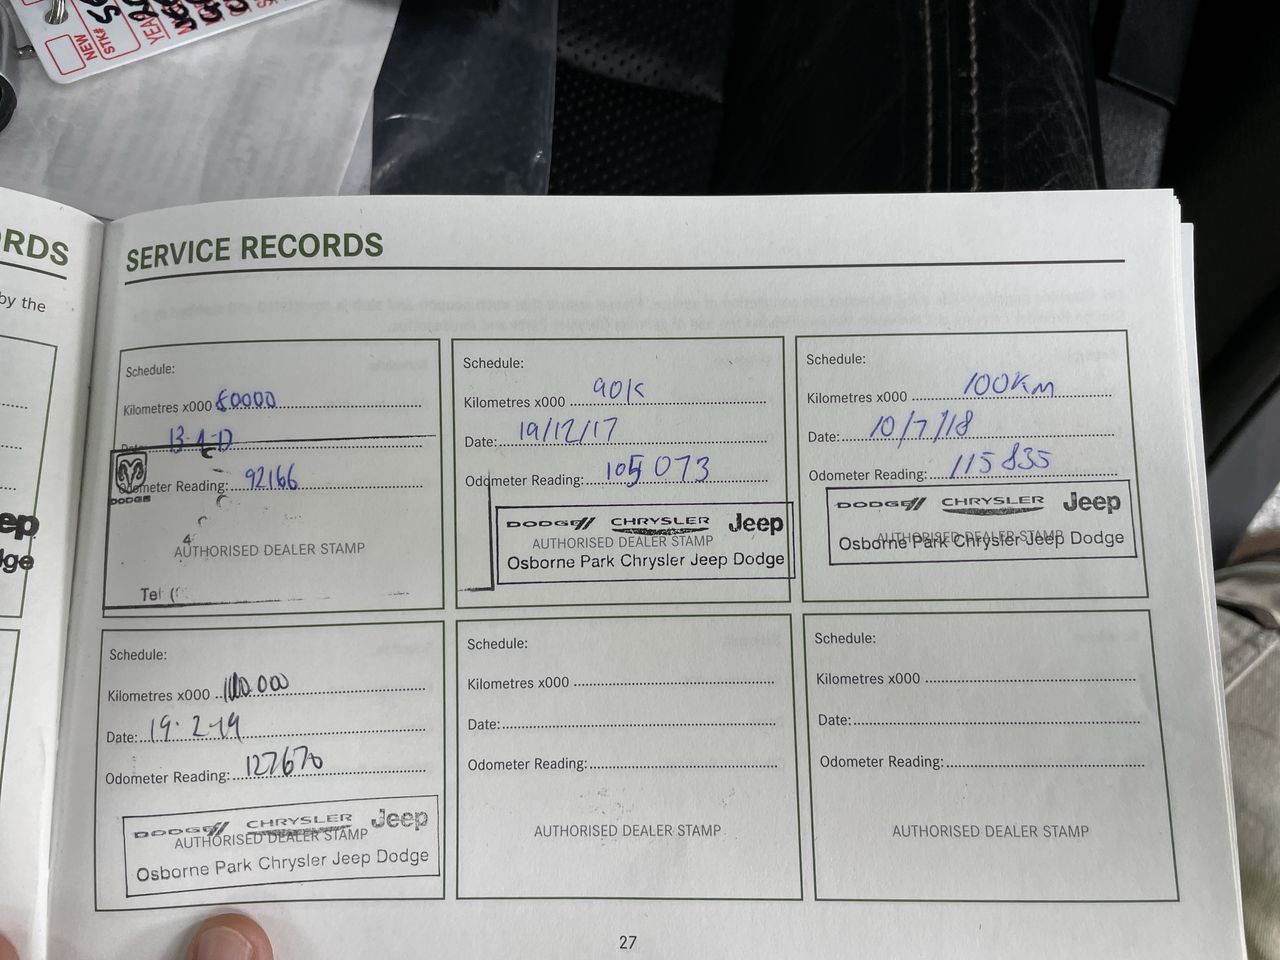 NEW
STK#
YEAR
RDS
by the
SERVICE RECORDS
Schedule:
Kilometres x000 80000
Date:
Odometer Reading: 92166
DODGE
AUTHORISED DEALER STAMP
Tel (
Schedule:
Kilometres x000 90K
Date: 19/12/17
Odometer Reading: 105073
DODGE CHRYSLER Jeep
AUTHORISED DEALER STAMP
Osborne Park Chrysler Jeep Dodge
Schedule:
Kilometres x000 100Km
Date: 10/7/18
Odometer Reading: 115835
DODGE CHRYSLER Jeep
AUTHORISED DEALER STAMP
Osborne Park Chrysler Jeep Dodge
ep
dge
Schedule:
Kilometres x000 110.000
Date: 19.2-19
Odometer Reading: 127670
DODGE CHRYSLER Jeep
AUTHORISED DEALER STAMP
Osborne Park Chrysler Jeep Dodge
Schedule:
Kilometres x000
Date:
Odometer Reading:
AUTHORISED DEALER STAMP
Schedule:
Kilometres x000
Date:
Odometer Reading:
AUTHORISED DEALER STAMP
27